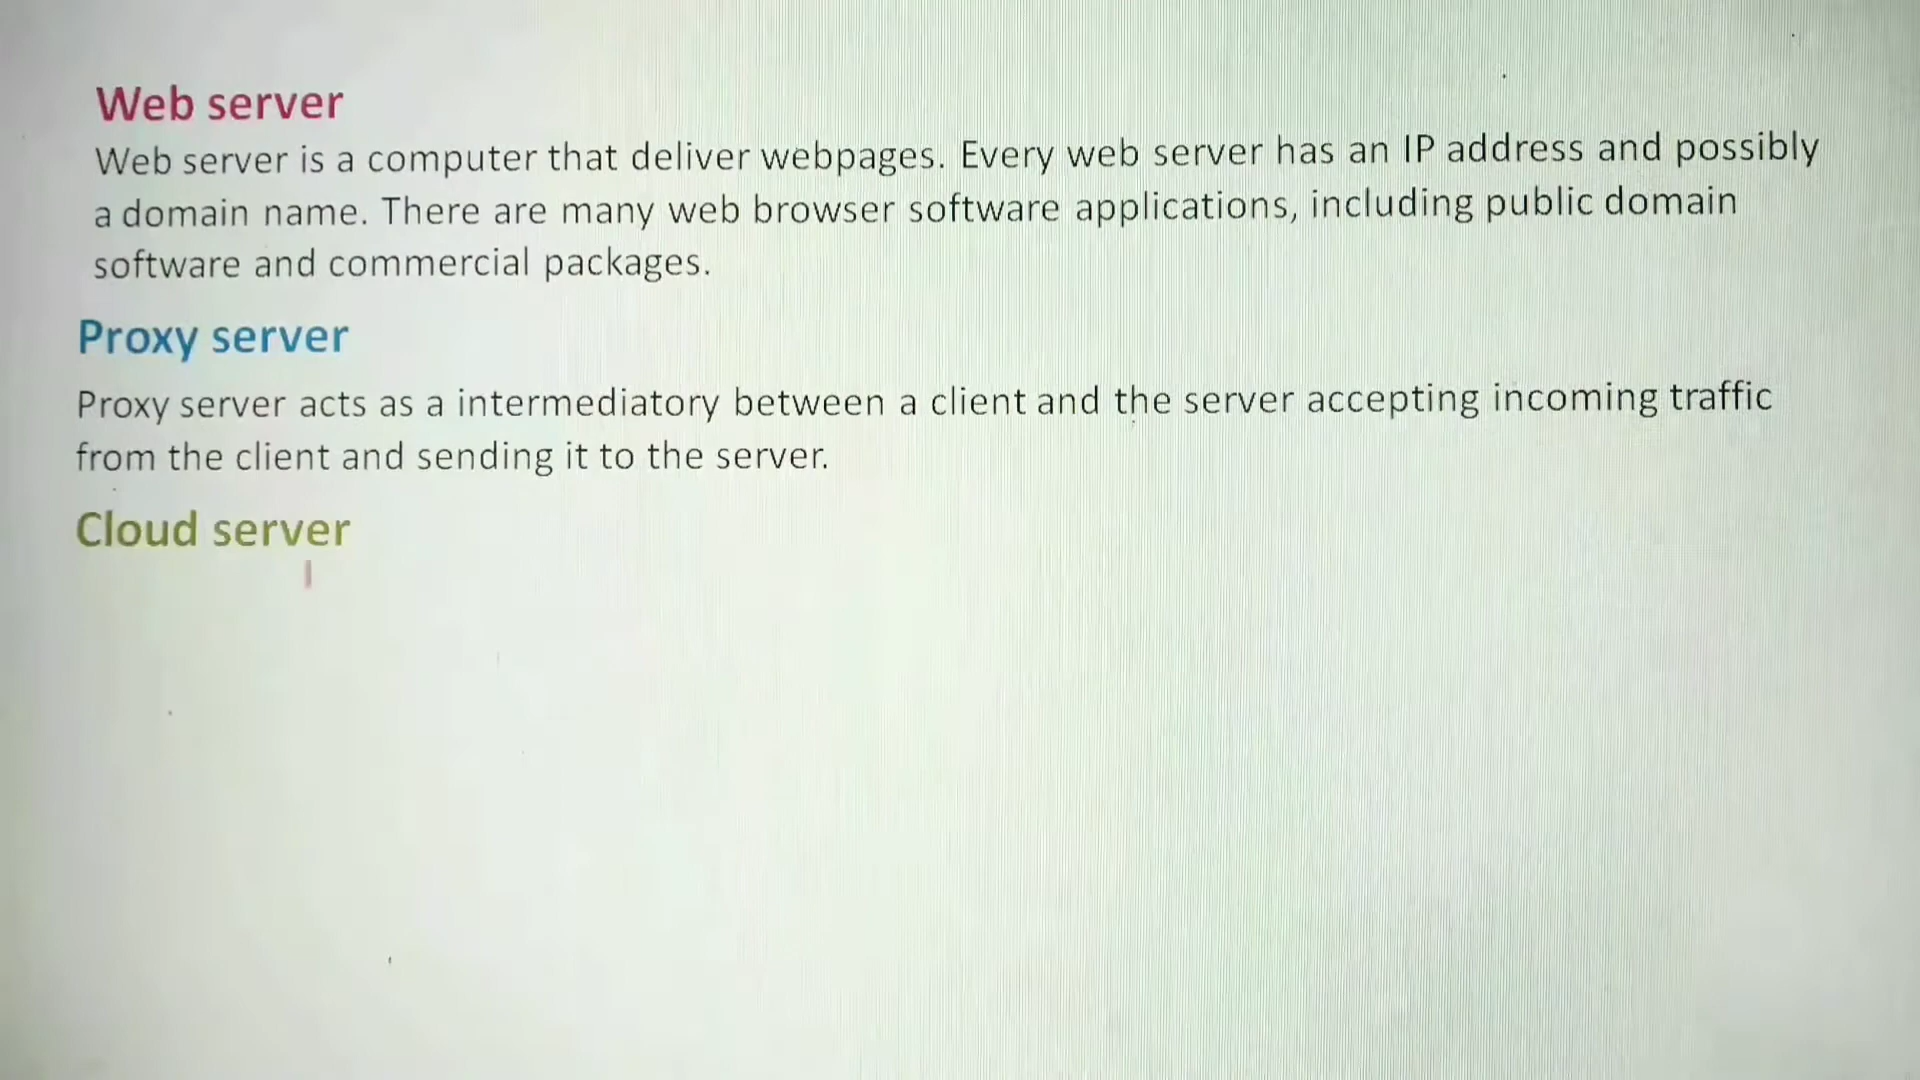 Web server
Web server is a computer that deliver webpages. Every web server has an IP address and possibly
a domain name. There are many web browser software applications, including public domain
software and commercial packages.
Proxy server
Proxy server acts as a intermediatory between a client and the server accepting incoming traffic
from the client and sending it to the server.
Cloud server